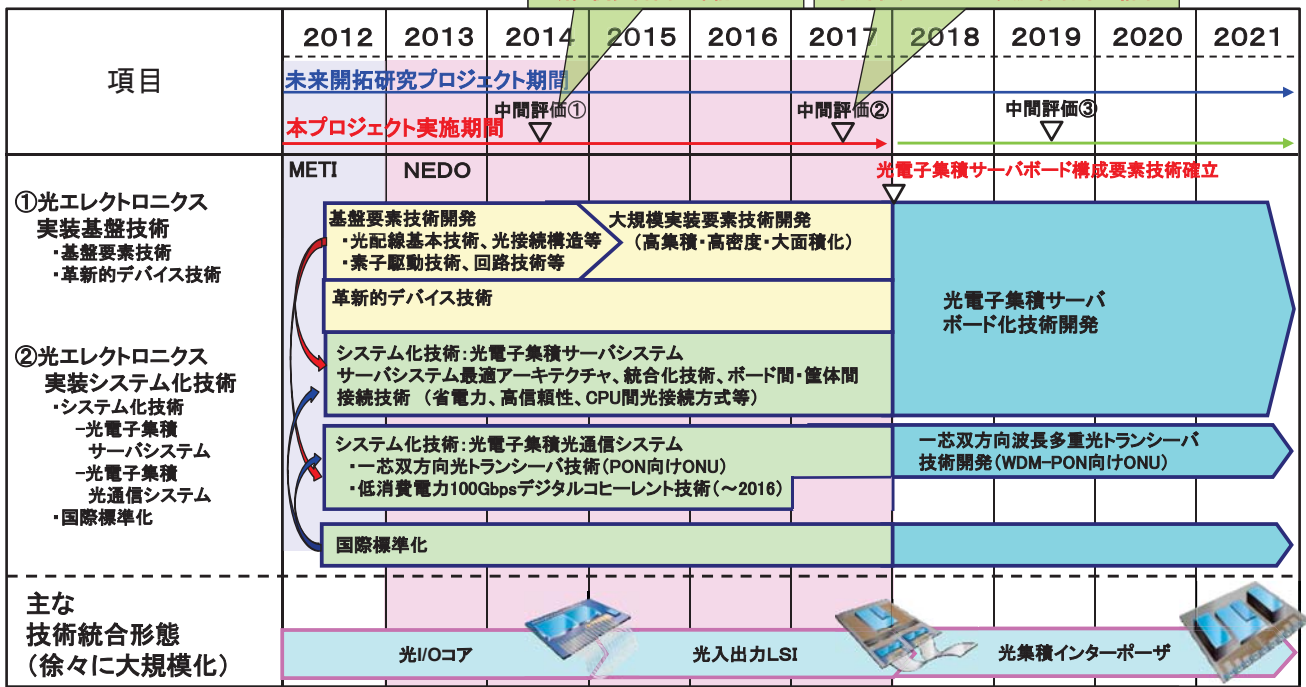 2012 2013 2014 2015 2016 2017 2018 2019 2020 2021
項目
未来開拓研究プロジェクト期間
中間評価① 中間評価② 中間評価③
本プロジェクト実施期間
METI NEDO
光電子集積サーバボード構成要素技術確立
①光エレクトロニクス
実装基盤技術
・基盤要素技術
・革新的デバイス技術
②光エレクトロニクス
実装システム化技術
・システム化技術
−光電子集積
サーバシステム
−光電子集積
光通信システム
・国際標準化
基盤要素技術開発
・光配線基本技術、光接続構造等
・素子駆動技術、回路技術等
大規模実装要素技術開発
(高集積・高密度・大面積化)
革新的デバイス技術
光電子集積サーバ
ボード化技術開発
システム化技術:光電子集積サーバシステム
サーバシステム最適アーキテクチャ、統合化技術、ボード間・筐体間
接続技術 (省電力、高信頼性、CPU間光接続方式等)
システム化技術:光電子集積光通信システム
・一芯双方向光トランシーバ技術(PON向けONU)
・低消費電力100Gbpsデジタルコヒーレント技術(~2016)
一芯双方向波長多重光トランシーバ
技術開発(WDM-PON向けONU)
国際標準化
主な
技術統合形態
(徐々に大規模化)
光I/Oコア
光入出力LSI
光集積インターポーザ